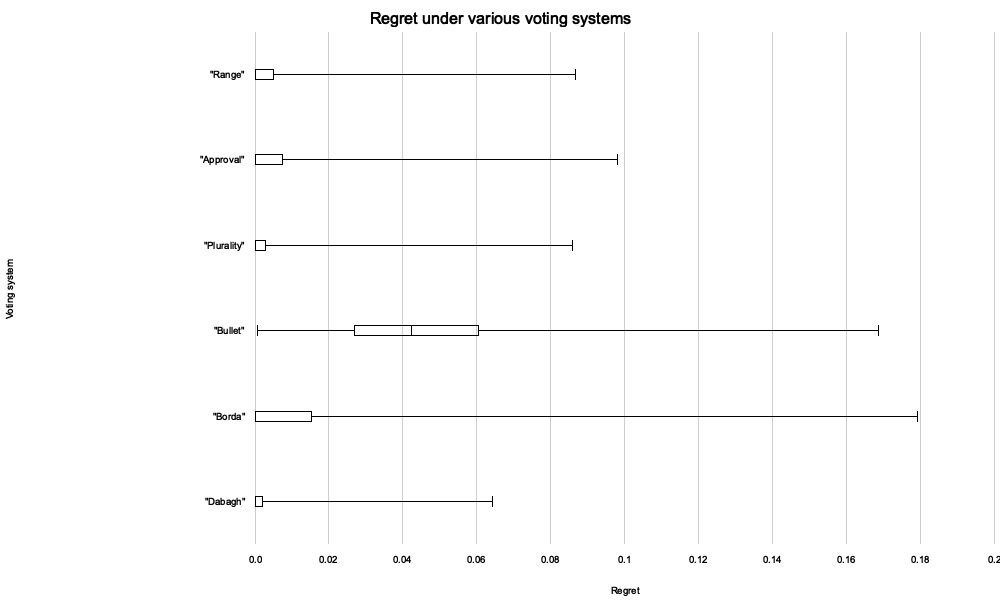 Regret under various voting systems
"Range"
"Approval"
"Plurality"
Voting system
"Bullet"
"Borda"
"Dabagh"
0.0 0.02 0.04 0.06 0.08 0.1 0.12 0.14 0.16 0.18 0.2
Regret